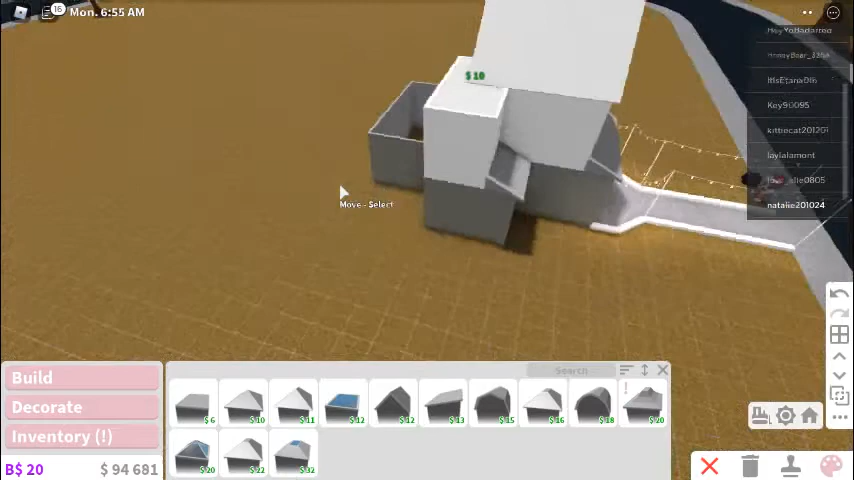 16
Mon. 6:55 AM
ItsEtana016
Key90095
kittiecat201201
laylalamont
natalie201024
$10
Move - Select
Search
Build
Decorate
Inventory (!)
B$ 20
$ 94 681
$6
$10
$11
$12
$12
$13
$15
$16
$18
!
$20
$20
$22
$32